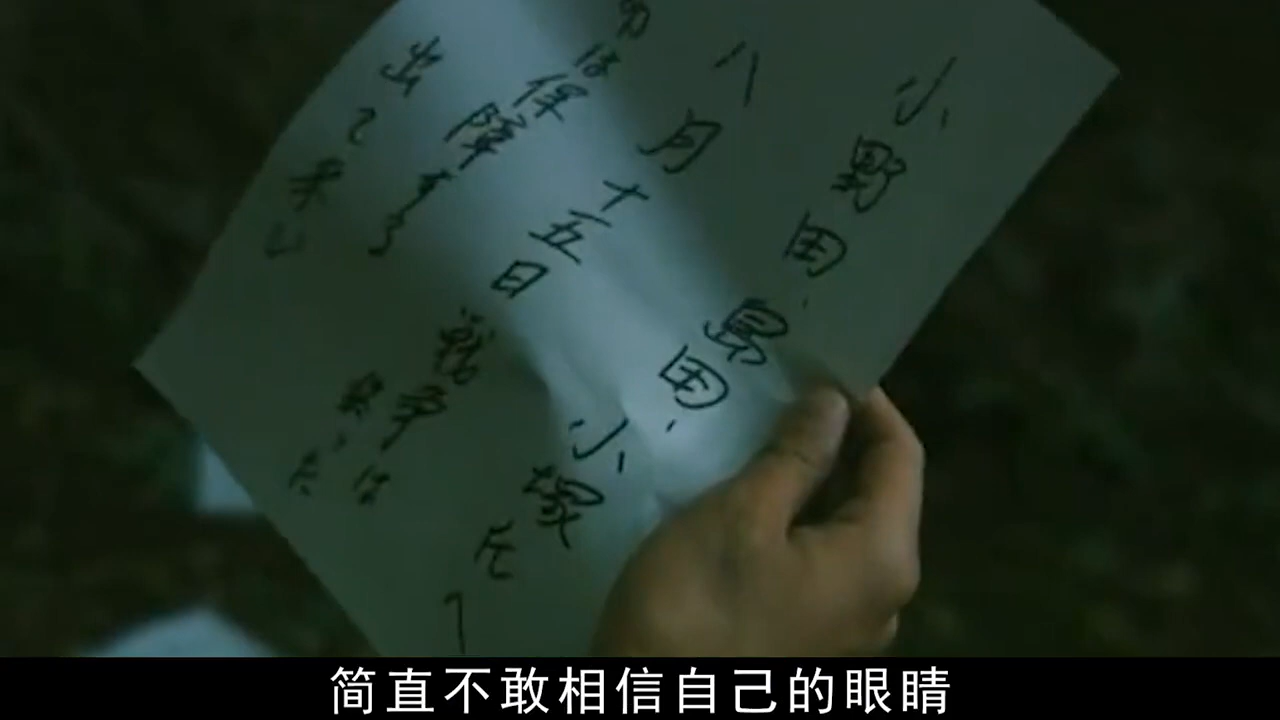 小野田、島田、小塚氏へ
八月十五日戦争は
終った
は保障する
出て来い
简直不敢相信自己的眼睛